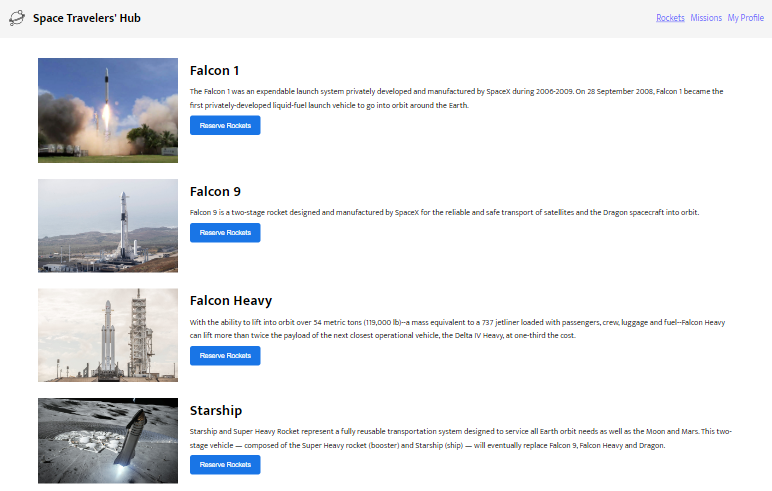 Space Travelers' Hub
Rockets Missions My Profile
Falcon 1
The Falcon 1 was an expendable launch system privately developed and manufactured by SpaceX during 2006-2009. On 28 September 2008, Falcon 1 became the
first privately-developed liquid-fuel launch vehicle to go into orbit around the Earth.
Reserve Rockets
Falcon 9
Falcon 9 is a two-stage rocket designed and manufactured by SpaceX for the reliable and safe transport of satellites and the Dragon spacecraft into orbit.
Reserve Rockets
Falcon Heavy
With the ability to lift into orbit over 54 metric tons (119,000 lb)--a mass equivalent to a 737 jetliner loaded with passengers, crew, luggage and fuel--Falcon Heavy
can lift more than twice the payload of the next closest operational vehicle, the Delta IV Heavy, at one-third the cost.
Reserve Rockets
Starship
Starship and Super Heavy Rocket represent a fully reusable transportation system designed to service all Earth orbit needs as well as the Moon and Mars. This two-
stage vehicle — composed of the Super Heavy rocket (booster) and Starship (ship) — will eventually replace Falcon 9, Falcon Heavy and Dragon.
Reserve Rockets